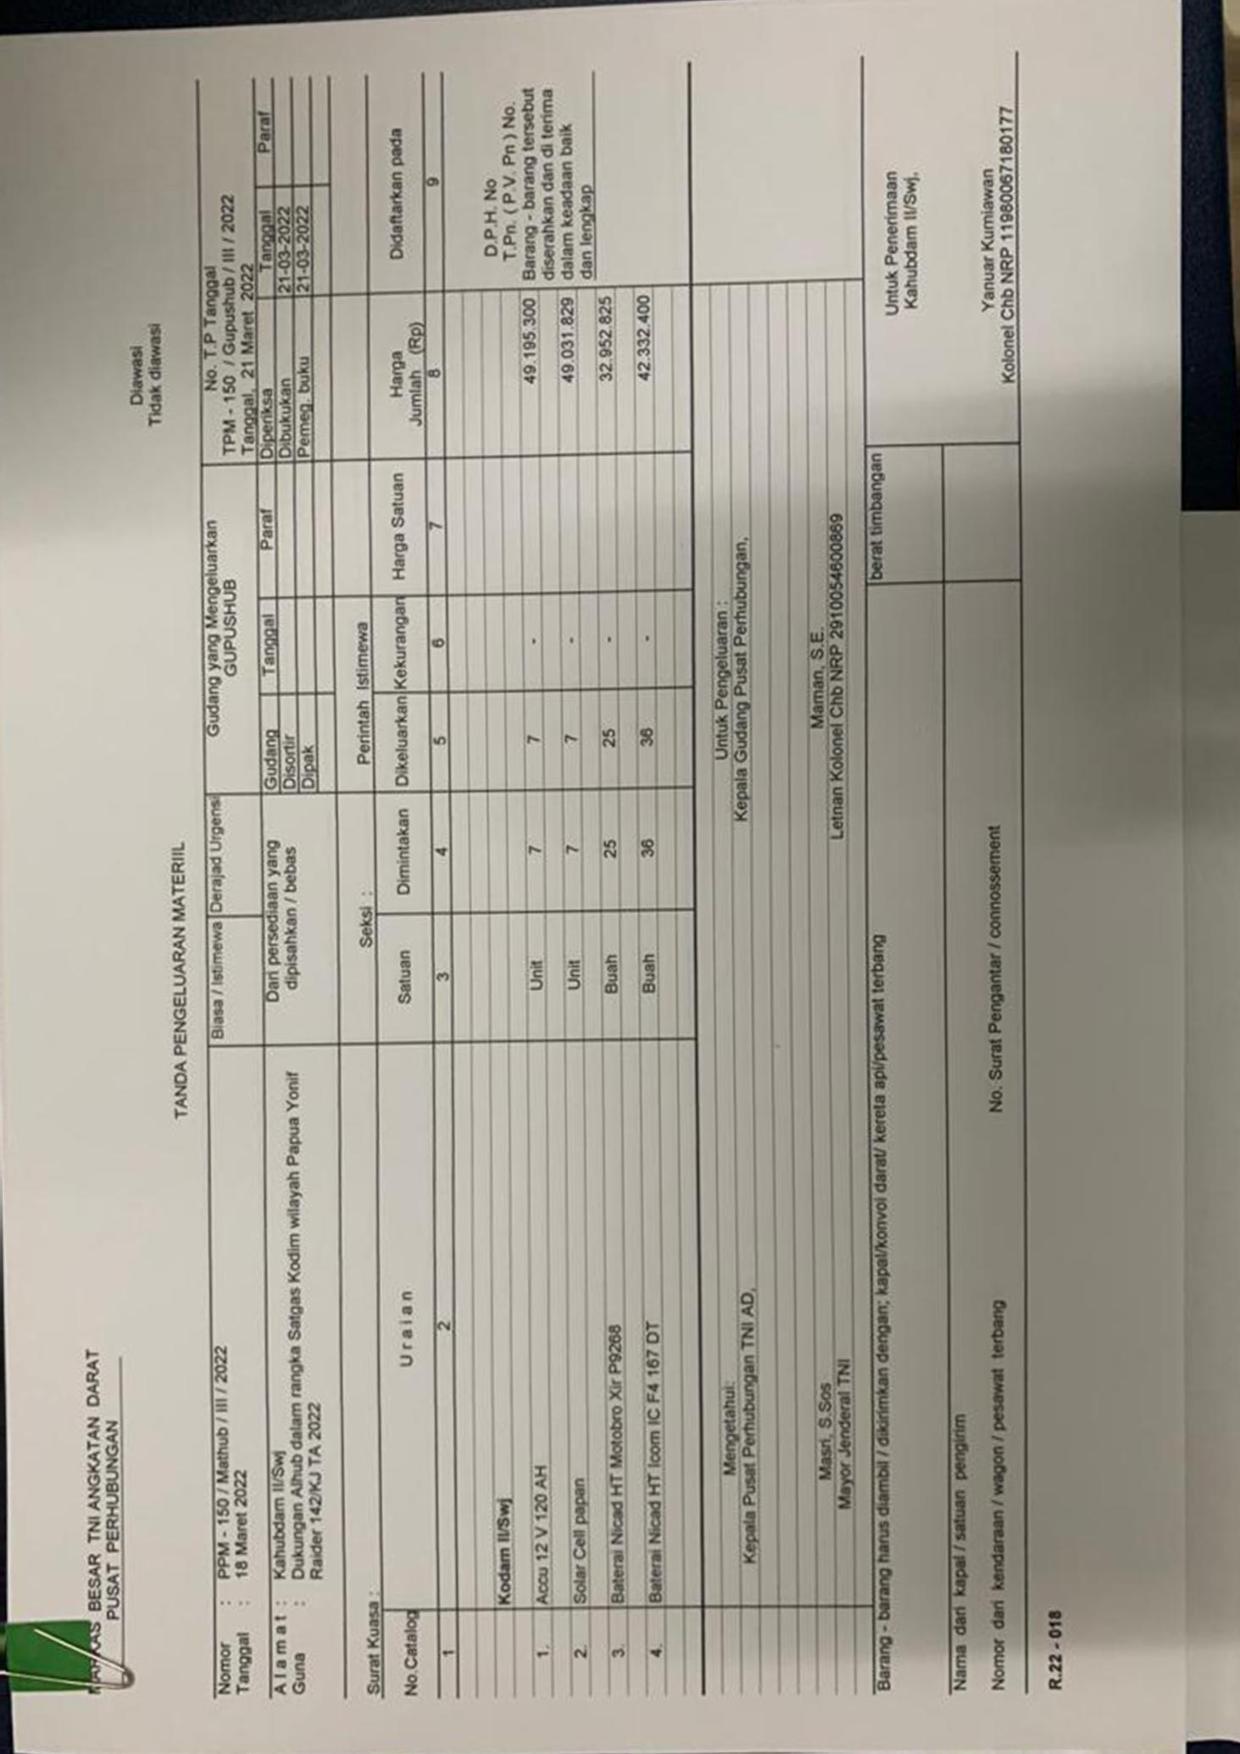 MARKAS BESAR TNI ANGKATAN DARAT
PUSAT PERHUBUNGAN
Diawasi
Tidak diawasi
TANDA PENGELUARAN MATERIIL
Nomor : PPM - 150 / Mathub / III / 2022
Tanggal : 18 Maret 2022
Biasa / Istimewa Derajad Urgensi
Gudang yang Mengeluarkan
GUPUSHUB
No. T.P Tanggal
TPM - 150 / Gupushub / III / 2022
Tanggal, 21 Maret 2022
A l a m a t : Kahubdam II/Swj
Guna : Dukungan Alhub dalam rangka Satgas Kodim wilayah Papua Yonif
Raider 142/KJ TA 2022
Dari persediaan yang
dipisahkan / bebas
Gudang Tanggal Paraf
Disortir
Dipak
Diperiksa Tanggal Paraf
Dibukukan 21-03-2022
Pemeg. buku 21-03-2022
Surat Kuasa : Seksi : Perintah Istimewa
No.Catalog U r a i a n Satuan Dimintakan Dikeluarkan Kekurangan Harga Satuan Harga Jumlah (Rp) Didaftarkan pada
1 2 3 4 5 6 7 8 9
Kodam II/Swj
1. Accu 12 V 120 AH Unit 7 7 - 49.195.300
2. Solar Cell papan Unit 7 7 - 49.031.829
3. Baterai Nicad HT Motobro Xir P9268 Buah 25 25 - 32.952.825
4. Baterai Nicad HT Icom IC F4 167 DT Buah 36 36 - 42.332.400
D.P.H. No
T.Pn. ( P.V. Pn ) No.
Barang - barang tersebut
diserahkan dan di terima
dalam keadaan baik
dan lengkap
Mengetahui:
Kepala Pusat Perhubungan TNI AD,
Masri, S.Sos
Mayor Jenderal TNI
Untuk Pengeluaran :
Kepala Gudang Pusat Perhubungan,
Maman, S.E.
Letnan Kolonel Chb NRP 2910054600869
Barang - barang harus diambil / dikirimkan dengan; kapal/konvoi darat/ kereta api/pesawat terbang
berat timbangan
Untuk Penerimaan
Kahubdam II/Swj,
Nama dari kapal / satuan pengirim
Nomor dari kendaraan / wagon / pesawat terbang
No. Surat Pengantar / connossement
Yanuar Kurniawan
Kolonel Chb NRP 11980067180177
R.22 - 018